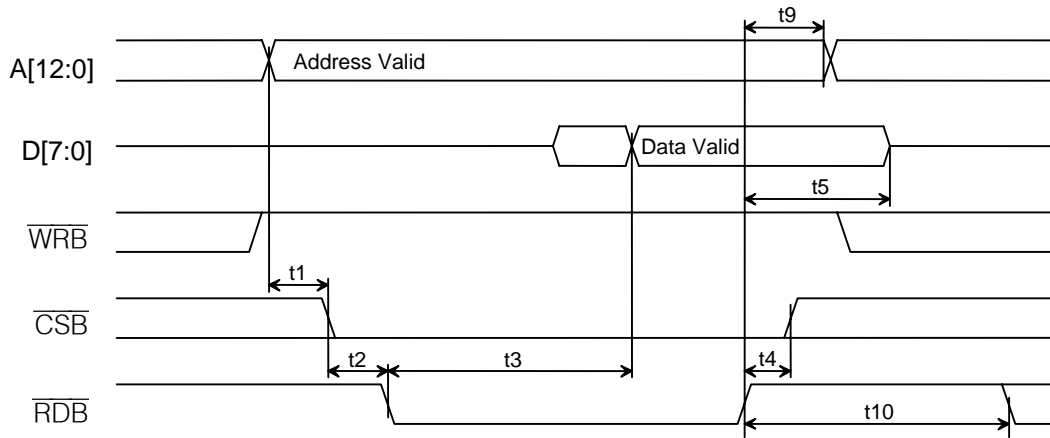 t9
A[12:0]
Address Valid
D[7:0]
Data Valid
t5
WRB
t1
CSB
t2
t3
t4
RDB
t10